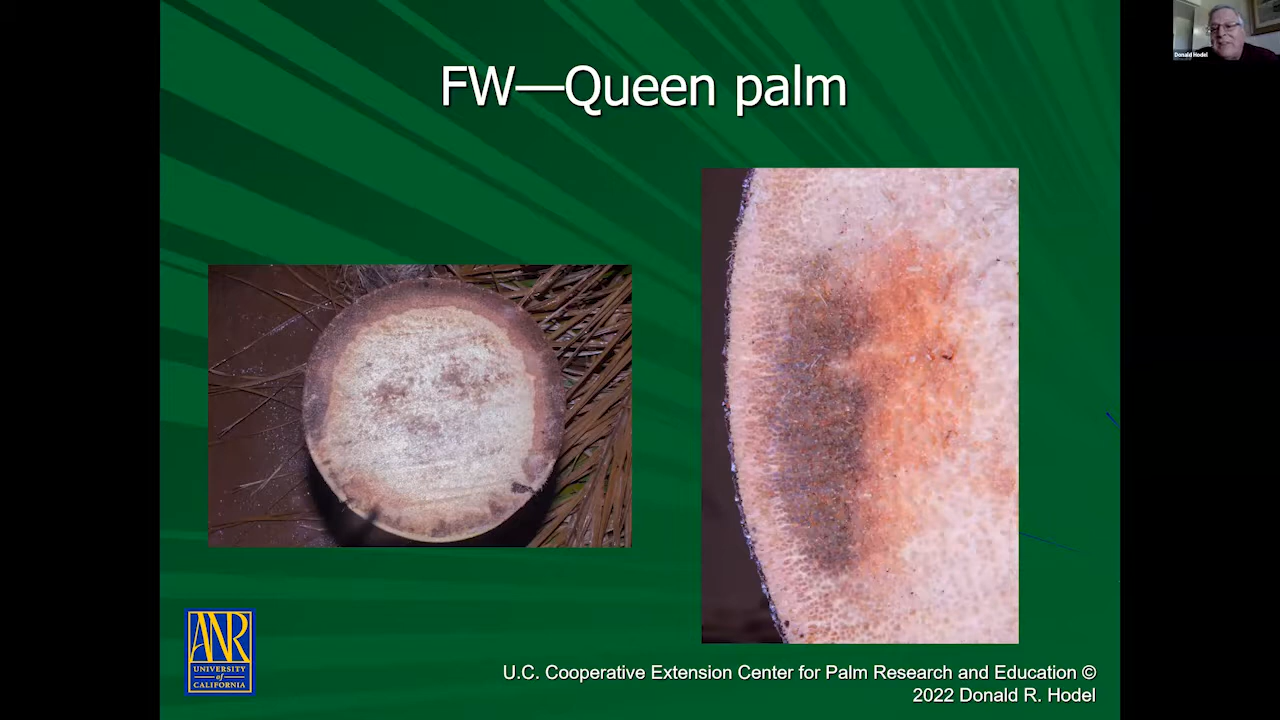 FW—Queen palm
Donald Hodel
ANR
UNIVERSITY
of
CALIFORNIA
U.C. Cooperative Extension Center for Palm Research and Education ©
2022 Donald R. Hodel